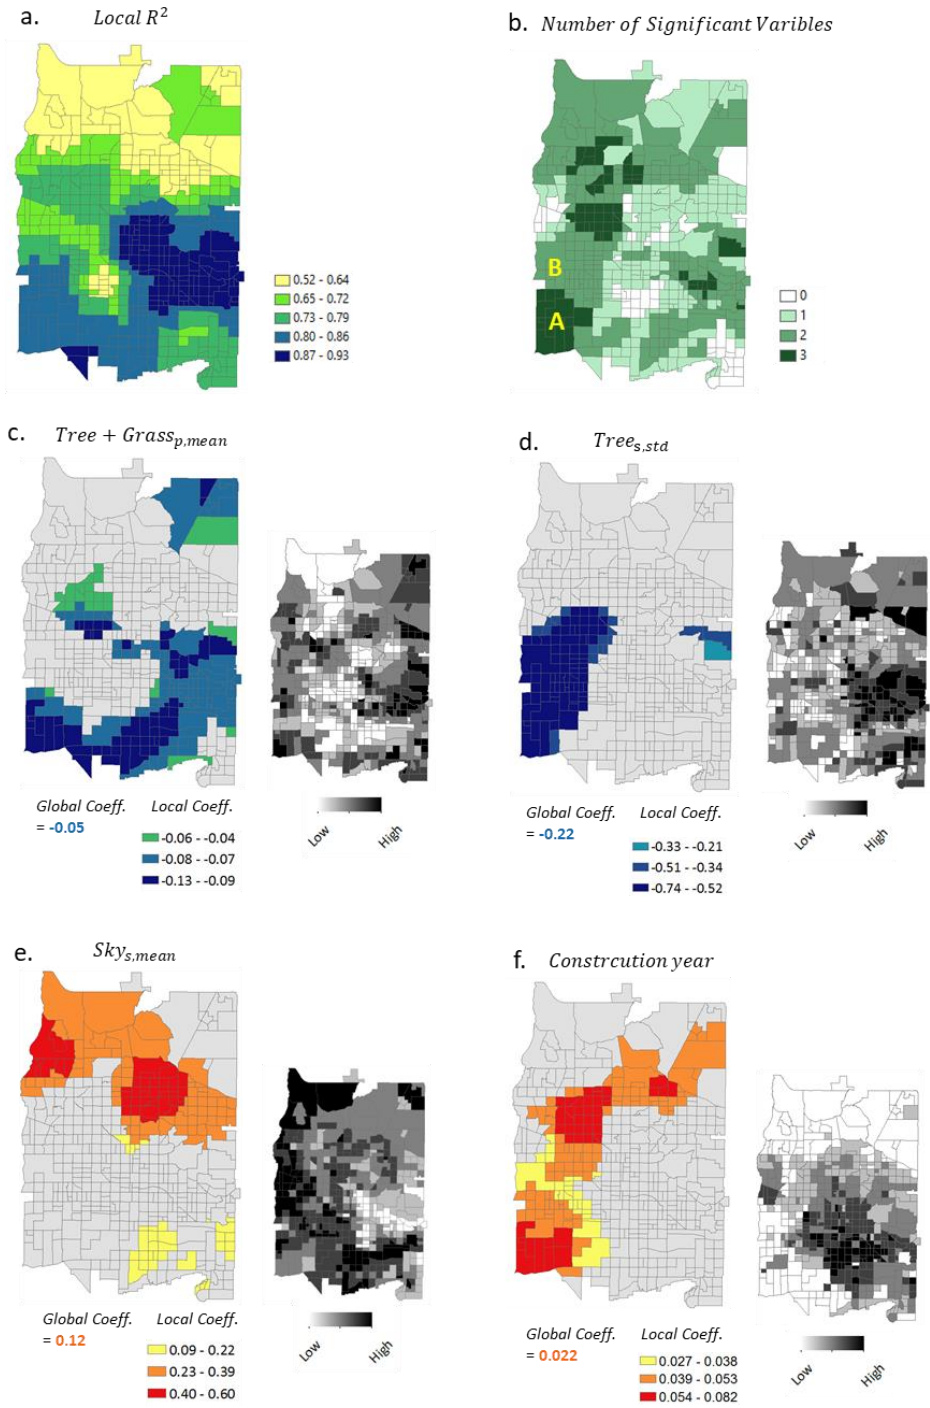 a. Local R²
b. Number of Significant Varibles
0.52 - 0.64
0.65 - 0.72
0.73 - 0.79
0.80 - 0.86
0.87 - 0.93
B
A
0
1
2
3
c. Tree + Grass p,mean
d. Tree s,std
Global Coeff.
= -0.05
Local Coeff.
-0.06 - -0.04
-0.08 - -0.07
-0.13 - -0.09
Low
High
Global Coeff.
= -0.22
Local Coeff.
-0.33 - -0.21
-0.51 - -0.34
-0.74 - -0.52
Low
High
e. Sky s,mean
f. Constrcution year
Global Coeff.
= 0.12
Local Coeff.
0.09 - 0.22
0.23 - 0.39
0.40 - 0.60
Low
High
Global Coeff.
= 0.022
Local Coeff.
0.027 - 0.038
0.039 - 0.053
0.054 - 0.082
Low
High